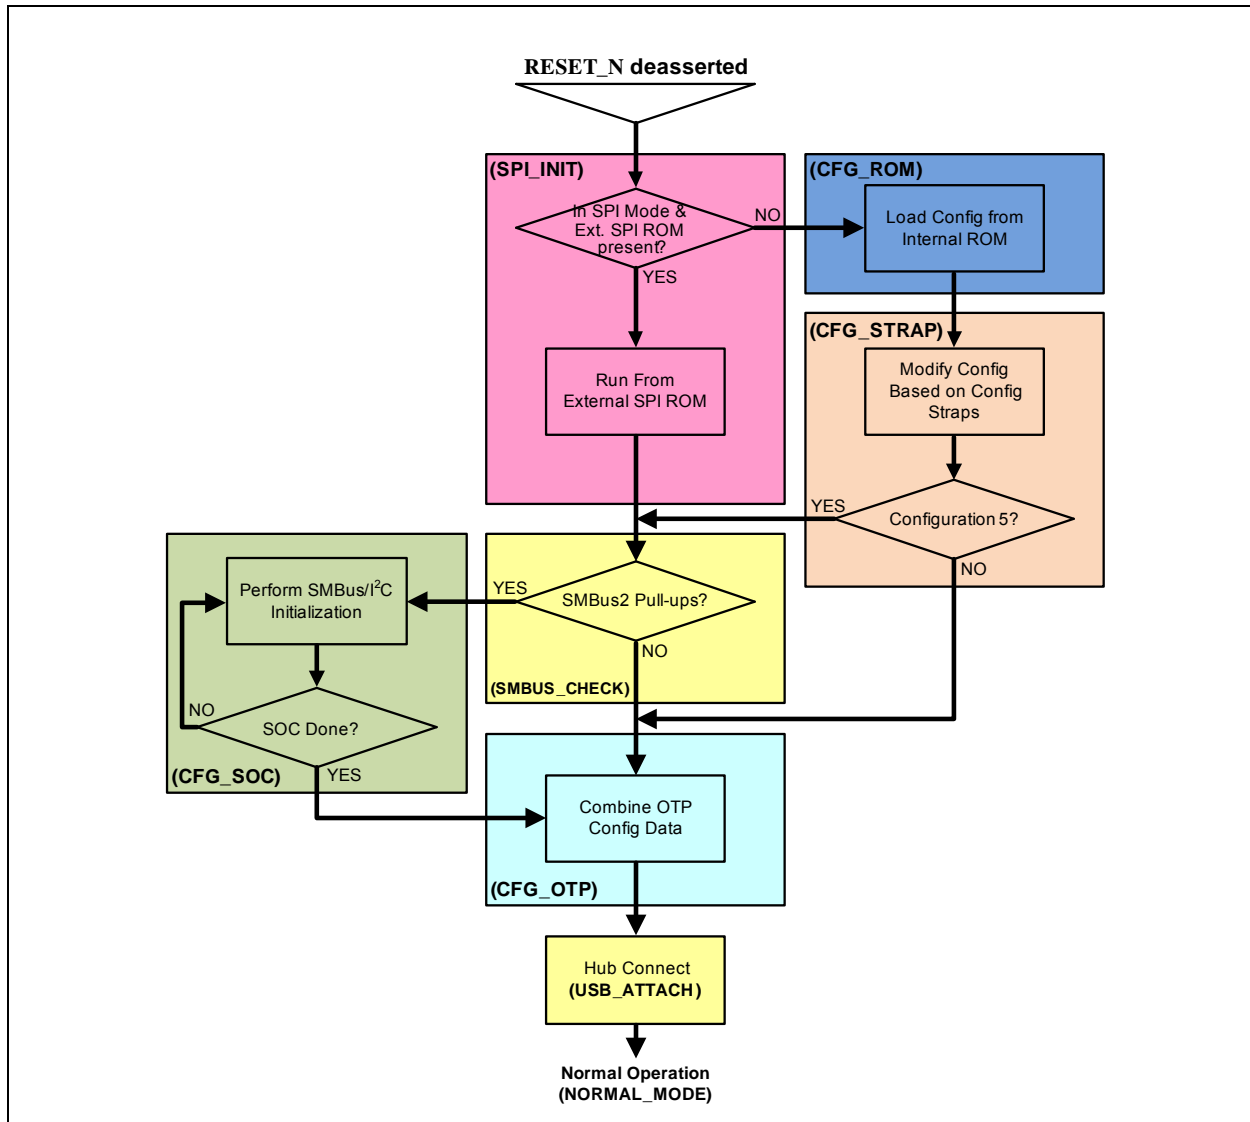 RESET_N deasserted
(SPI_INIT)
In SPI Mode &
Ext. SPI ROM
present?
NO
YES
(CFG_ROM)
Load Config from
Internal ROM
Run From
External SPI ROM
(CFG_STRAP)
Modify Config
Based on Config
Straps
YES
Configuration 5?
NO
Perform SMBus/I²C
Initialization
YES
SMBus2 Pull-ups?
NO
(SMBUS_CHECK)
NO
SOC Done?
(CFG_SOC)
YES
Combine OTP
Config Data
(CFG_OTP)
Hub Connect
(USB_ATTACH)
Normal Operation
(NORMAL_MODE)